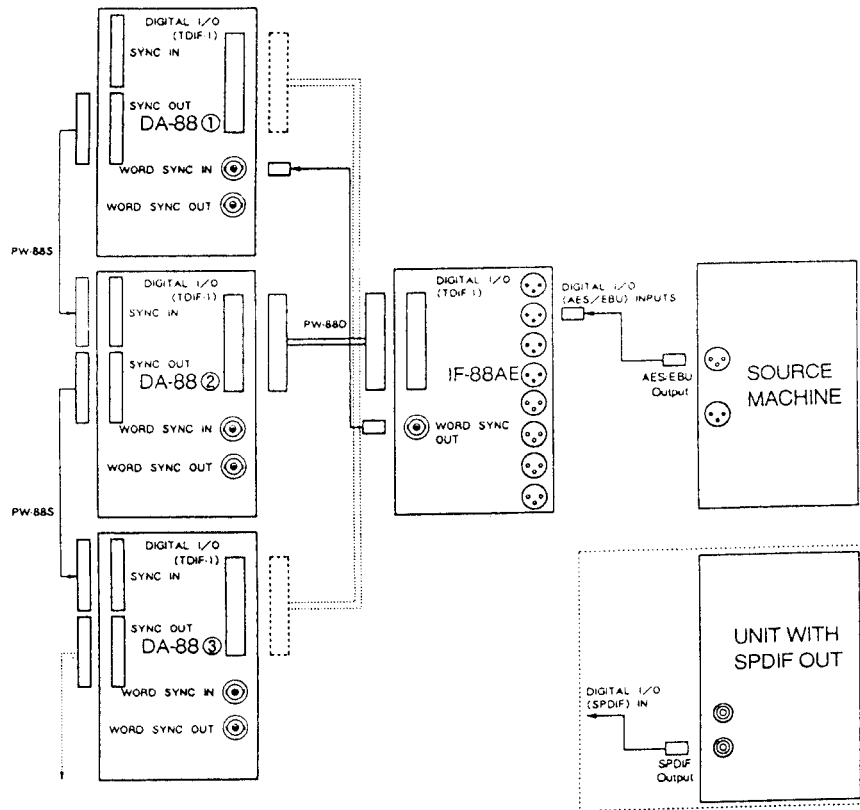 DIGITAL I/O
(TDIF-1)
SYNC IN
SYNC OUT
DA-88 ①
WORD SYNC IN
WORD SYNC OUT
PW-88S
DIGITAL I/O
(TDIF-1)
SYNC IN
SYNC OUT
DA-88 ②
WORD SYNC IN
WORD SYNC OUT
PW-88S
DIGITAL I/O
(TDIF-1)
SYNC IN
SYNC OUT
DA-88 ③
WORD SYNC IN
WORD SYNC OUT
PW-88D
DIGITAL I/O
(TDIF-1)
IF-88AE
WORD SYNC
OUT
DIGITAL I/O
(AES/EBU) INPUTS
AES/EBU
Output
SOURCE
MACHINE
UNIT WITH
SPDIF OUT
DIGITAL I/O
(SPDIF) IN
SPDIF
Output